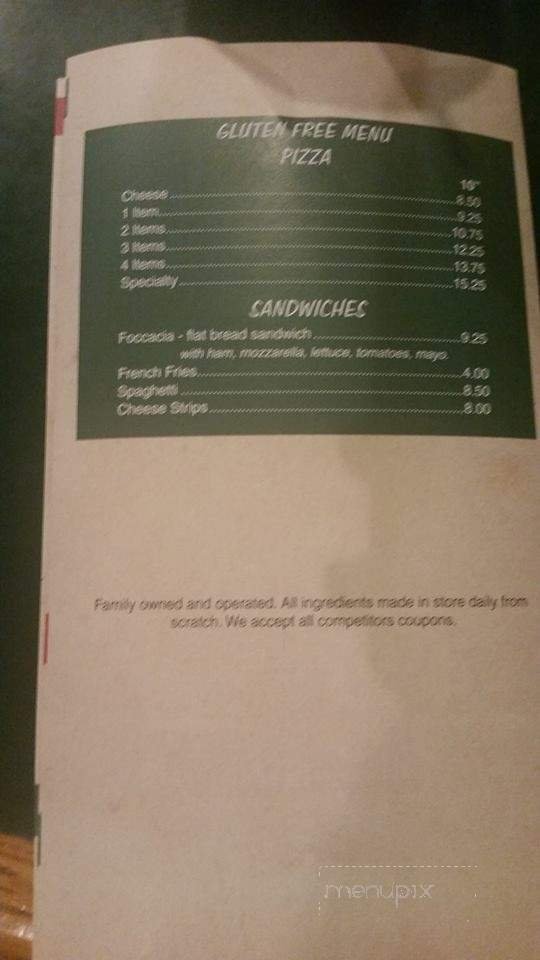 GLUTEN FREE MENU
PIZZA
10"
Cheese 8.50
1 Item 9.25
2 Items 10.75
3 Items 12.25
4 Items 13.75
Specialty 15.25
SANDWICHES
Foccacia - flat bread sandwich 9.25
with ham, mozzarella, lettuce, tomatoes, mayo.
French Fries 4.00
Spaghetti 8.50
Cheese Strips 8.00
Family owned and operated. All ingredients made in store daily from
scratch. We accept all competitors coupons.
menupix